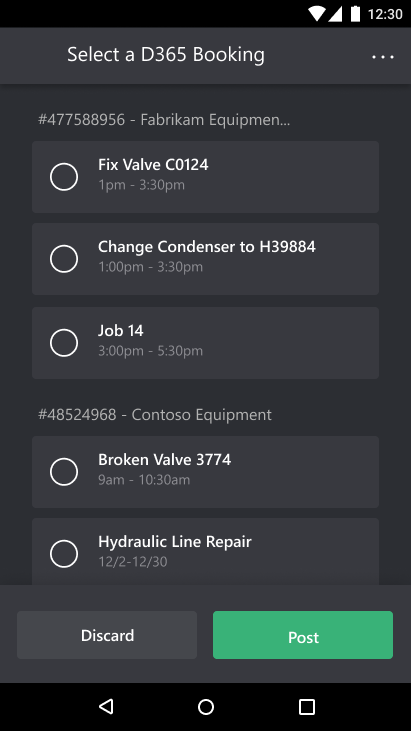 12:30
Select a D365 Booking
#477588956 - Fabrikam Equipmen...
Fix Valve C0124
1pm - 3:30pm
Change Condenser to H39884
1:00pm - 3:30pm
Job 14
3:00pm - 5:30pm
#48524968 - Contoso Equipment
Broken Valve 3774
9am - 10:30am
Hydraulic Line Repair
12/2-12/30
Discard
Post